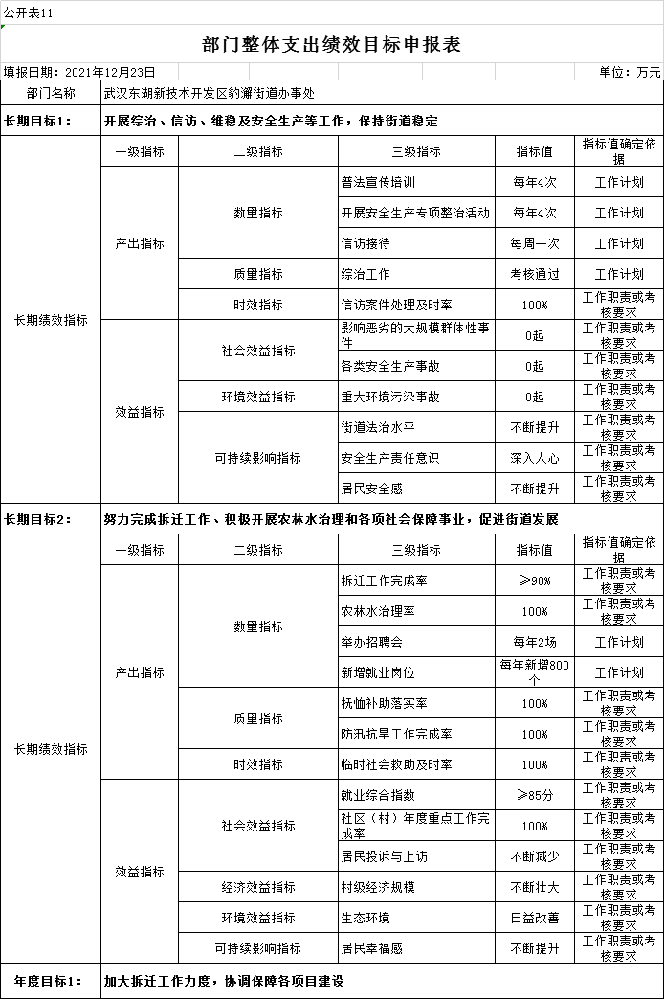 公开表11
部门整体支出绩效目标申报表
填报日期：2021年12月23日 单位：万元
部门名称 武汉东湖新技术开发区豹澥街道办事处
长期目标1： 开展综治、信访、维稳及安全生产等工作，保持街道稳定
长期绩效指标
一级指标 二级指标 三级指标 指标值 指标值确定依
据
产出指标
数量指标
普法宣传培训 每年4次 工作计划
开展安全生产专项整治活动 每年4次 工作计划
信访接待 每周一次 工作计划
质量指标 综治工作 考核通过 工作计划
时效指标 信访案件处理及时率 100% 工作职责或考
核要求
效益指标
社会效益指标
影响恶劣的大规模群体性事
件 0起 工作职责或考
核要求
各类安全生产事故 0起 工作职责或考
核要求
环境效益指标 重大环境污染事故 0起 工作职责或考
核要求
可持续影响指标
街道法治水平 不断提升 工作职责或考
核要求
安全生产责任意识 深入人心 工作职责或考
核要求
居民安全感 不断提升 工作职责或考
核要求
长期目标2： 努力完成拆迁工作、积极开展农林水治理和各项社会保障事业，促进街道发展
长期绩效指标
一级指标 二级指标 三级指标 指标值 指标值确定依
据
产出指标
数量指标
拆迁工作完成率 ≥90% 工作职责或考
核要求
农林水治理率 100% 工作职责或考
核要求
举办招聘会 每年2场 工作计划
新增就业岗位 每年新增800
个 工作计划
质量指标
抚恤补助落实率 100% 工作职责或考
核要求
防汛抗旱工作完成率 100% 工作职责或考
核要求
时效指标 临时社会救助及时率 100% 工作职责或考
核要求
效益指标
社会效益指标
就业综合指数 ≥85分 工作职责或考
核要求
社区（村）年度重点工作完
成率 100% 工作职责或考
核要求
居民投诉与上访 不断减少 工作职责或考
核要求
经济效益指标 村级经济规模 不断壮大 工作职责或考
核要求
环境效益指标 生态环境 日益改善 工作职责或考
核要求
可持续影响指标 居民幸福感 不断提升 工作职责或考
核要求
年度目标1： 加大拆迁工作力度，协调保障各项目建设